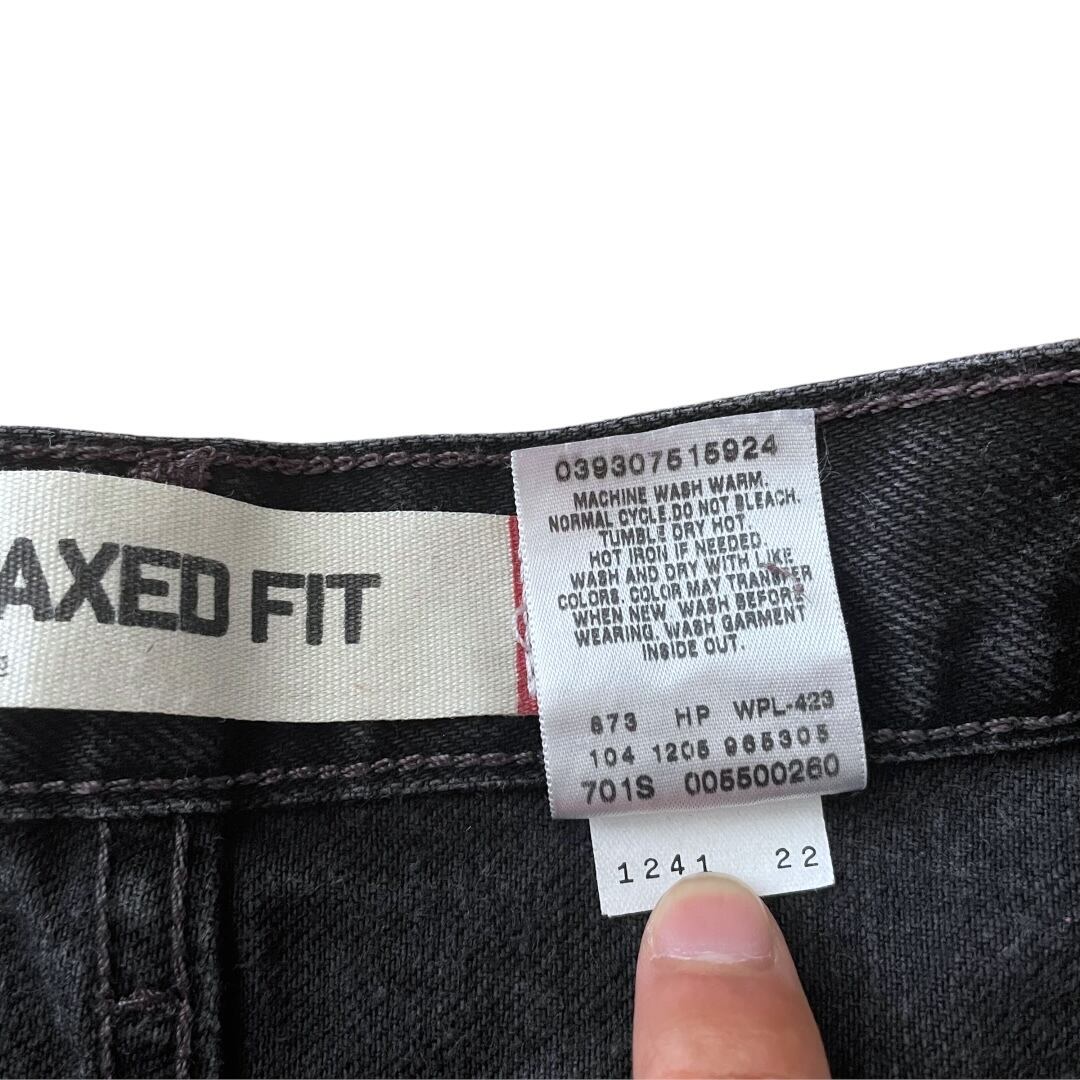 AXED FIT
039307515924
MACHINE WASH WARM.
NORMAL CYCLE DO NOT BLEACH.
TUMBLE DRY HOT.
HOT IRON IF NEEDED.
WASH AND DRY WITH LIKE
COLORS. COLOR MAY TRANSFER
WHEN NEW. WASH BEFORE
WEARING. WASH GARMENT
INSIDE OUT.
873 HP WPL-423
104 1205 965305
701S 005500260
1241 22